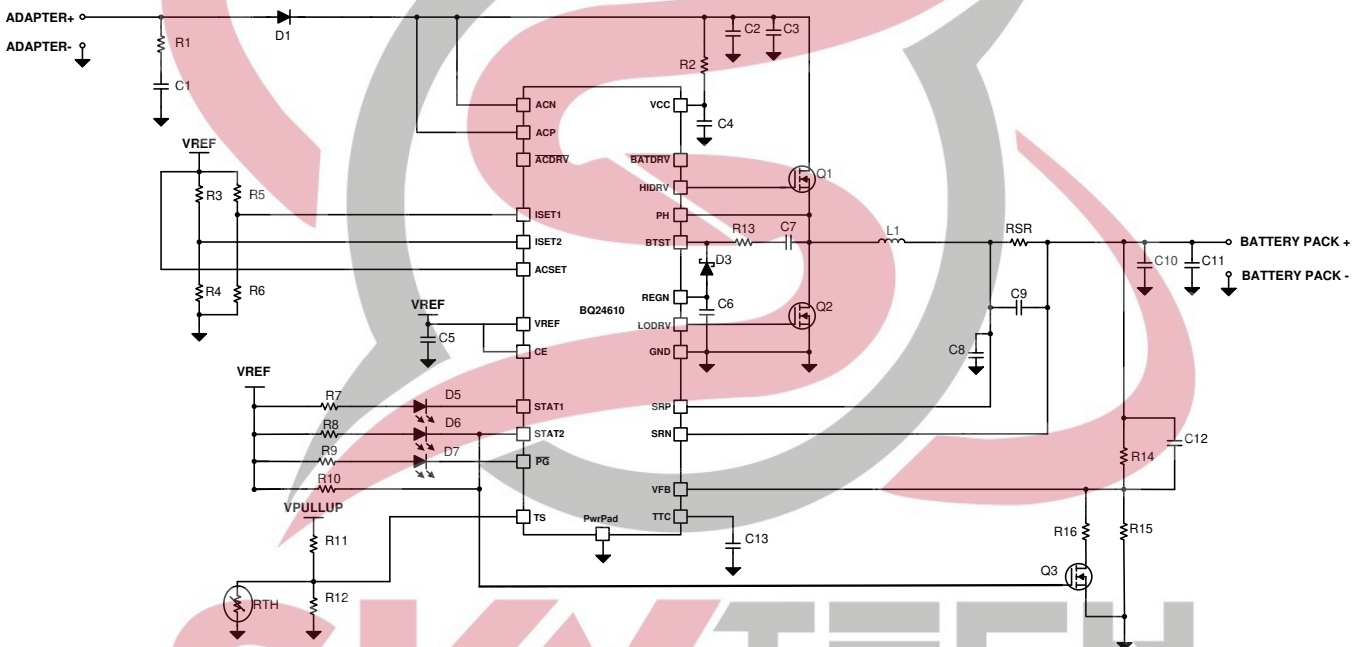 ADAPTER+
D1
ADAPTER-
R1
C2
C3
R2
C1
ACN
VCC
C4
ACP
VREF
ACDRV
BATDRV
Q1
HIDRV
R3
R5
ISET1
PH
R13
C7
L1
RSR
ISET2
BTST
BATTERY PACK +
D3
C10
C11
ACSET
BATTERY PACK -
R4
R6
REGN
C9
VREF
BQ24610
C6
Q2
VREF
LODRV
C5
CE
GND
C8
VREF
R7
D5
STAT1
SRP
R8
D6
STAT2
SRN
C12
R9
D7
PG
R14
R10
VFB
VPULLUP
TS
PwrPad
TTC
R11
C13
R16
R15
Q3
RTH
R12
SKYTECH